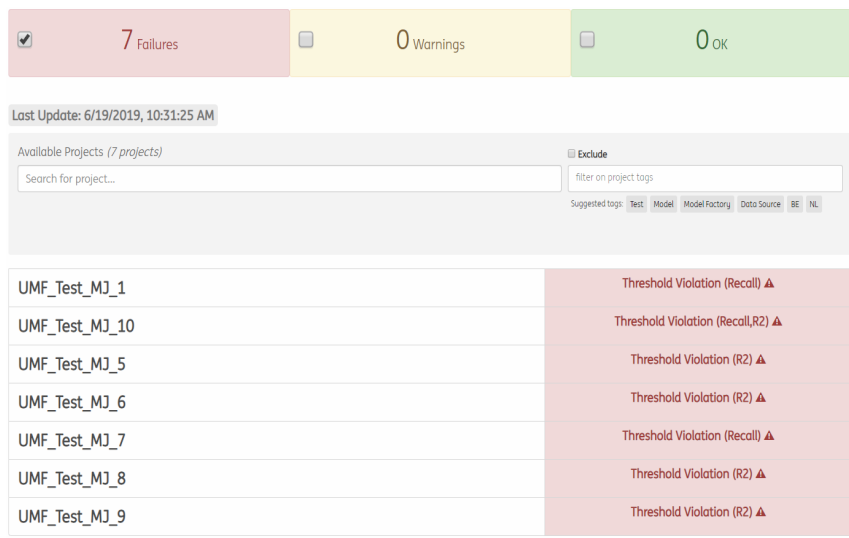 7 Failures 0 Warnings 0 OK
Last Update: 6/19/2019, 10:31:25 AM
Available Projects (7 projects)
Exclude
Search for project...
filter on project tags
Suggested tags: Test Model Model Factory Data Source BE NL
UMF_Test_MJ_1 Threshold Violation (Recall)
UMF_Test_MJ_10 Threshold Violation (Recall,R2)
UMF_Test_MJ_5 Threshold Violation (R2)
UMF_Test_MJ_6 Threshold Violation (R2)
UMF_Test_MJ_7 Threshold Violation (Recall)
UMF_Test_MJ_8 Threshold Violation (R2)
UMF_Test_MJ_9 Threshold Violation (R2)